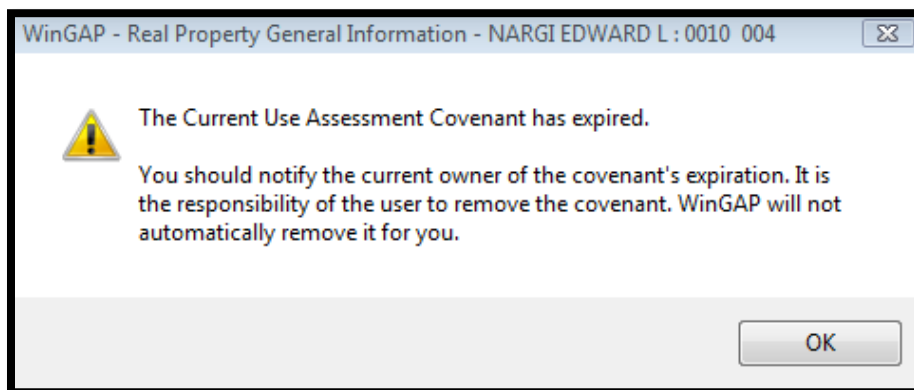 WinGAP - Real Property General Information - NARGI EDWARD L : 0010 004
The Current Use Assessment Covenant has expired.
You should notify the current owner of the covenant's expiration. It is
the responsibility of the user to remove the covenant. WinGAP will not
automatically remove it for you.
OK